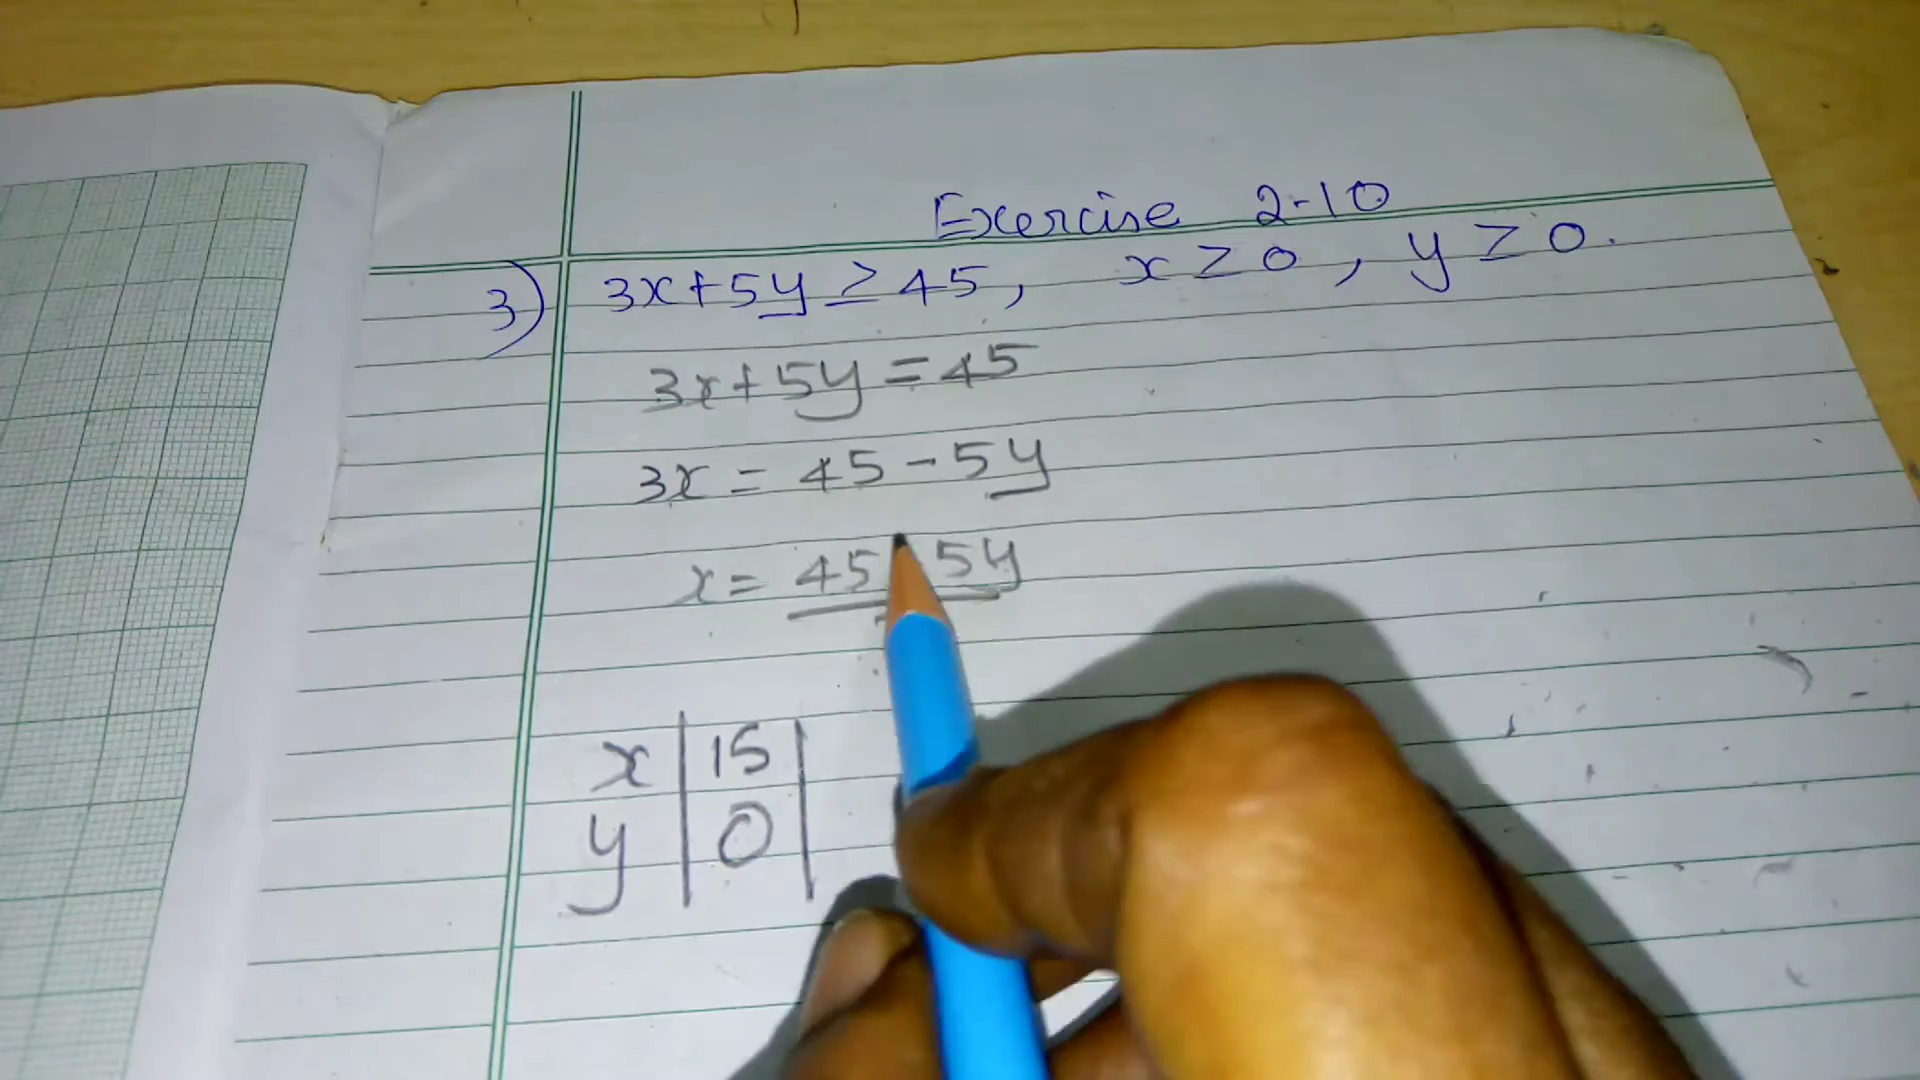 Exercise 2.10
3) 3x+5y ≥ 45, x ≥ 0, y ≥ 0.
3x+5y = 45
3x = 45 - 5y
x = 45 5y
x | 15 |
y | 0 |